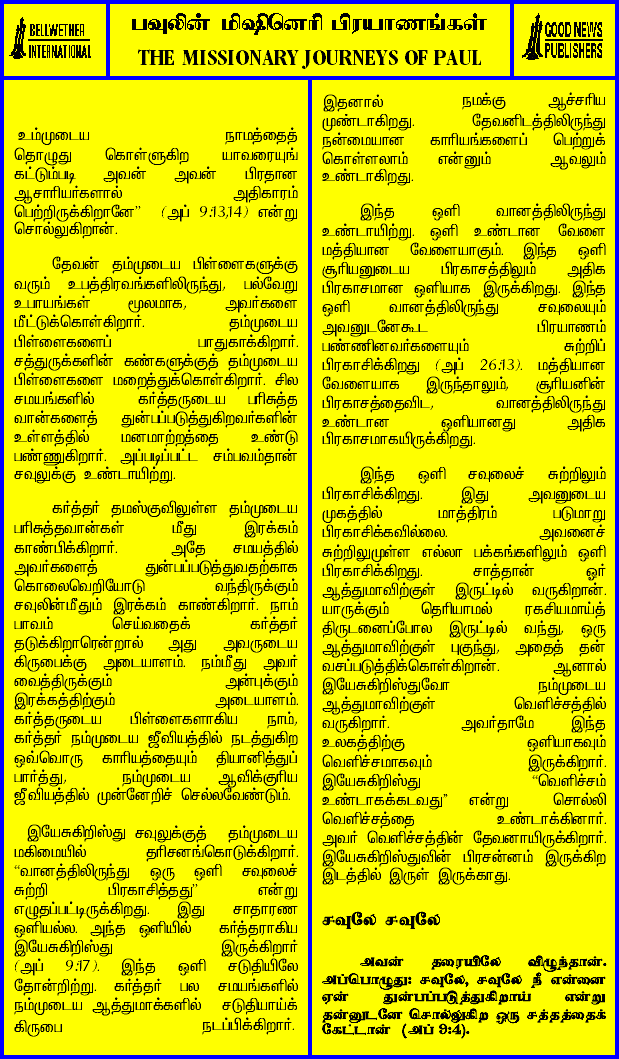 BELLWETHER
INTERNATIONAL
பவுலின் மிஷினெரி பிரயாணங்கள்
THE MISSIONARY JOURNEYS OF PAUL
GOOD NEWS
PUBLISHERS
உம்முடைய நாமத்தைத்
தொழுது கொள்ளுகிற யாவரையுங்
கட்டும்படி அவன் அவன் பிரதான
ஆசாரியர்களால் அதிகாரம்
பெற்றிருக்கிறானே” (அப் 9:13,14) என்று
சொல்லுகிறான்.
தேவன் தம்முடைய பிள்ளைகளுக்கு
வரும் உபத்திரவங்களிலிருந்து, பல்வேறு
உபாயங்கள் மூலமாக, அவர்களை
மீட்டுக்கொள்கிறார். தம்முடைய
பிள்ளைகளைப் பாதுகாக்கிறார்.
சத்துருக்களின் கண்களுக்குத் தம்முடைய
பிள்ளைகளை மறைத்துக்கொள்கிறார். சில
சமயங்களில் கர்த்தருடைய பரிசுத்த
வான்களைத் துன்பப்படுத்துகிறவர்களின்
உள்ளத்தில் மனமாற்றத்தை உண்டு
பண்ணுகிறார். அப்படிப்பட்ட சம்பவம்தான்
சவுலுக்கு உண்டாயிற்று.
கர்த்தர் தமஸ்குவிலுள்ள தம்முடைய
பரிசுத்தவான்கள் மீது இரக்கம்
காண்பிக்கிறார். அதே சமயத்தில்
அவர்களைத் துன்பப்படுத்துவதற்காக
கொலைவெறியோடு வந்திருக்கும்
சவுலின்மீதும் இரக்கம் காண்கிறார். நாம்
பாவம் செய்வதைக் கர்த்தர்
தடுக்கிறாரென்றால் அது அவருடைய
கிருபைக்கு அடையாளம். நம்மீது அவர்
வைத்திருக்கும் அன்புக்கும்
இரக்கத்திற்கும் அடையாளம்.
கர்த்தருடைய பிள்ளைகளாகிய நாம்,
கர்த்தர் நம்முடைய ஜீவியத்தில் நடத்துகிற
ஒவ்வொரு காரியத்தையும் தியானித்துப்
பார்த்து, நம்முடைய ஆவிக்குரிய
ஜீவியத்தில் முன்னேறிச் செல்லவேண்டும்.
இயேசுகிறிஸ்து சவுலுக்குத் தம்முடைய
மகிமையில் தரிசனங்கொடுக்கிறார்.
“வானத்திலிருந்து ஒரு ஒளி சவுலைச்
சுற்றி பிரகாசித்தது” என்று
எழுதப்பட்டிருக்கிறது. இது சாதாரண
ஒளியல்ல. அந்த ஒளியில் கர்த்தராகிய
இயேசுகிறிஸ்து இருக்கிறார்
(அப் 9:17). இந்த ஒளி சடுதியிலே
தோன்றிற்று. கர்த்தர் பல சமயங்களில்
நம்முடைய ஆத்துமாக்களில் சடுதியாய்க்
கிருபை நடப்பிக்கிறார்.
இதனால் நமக்கு ஆச்சரிய
முண்டாகிறது. தேவனிடத்திலிருந்து
நன்மையான காரியங்களைப் பெற்றுக்
கொள்ளலாம் என்னும் ஆவலும்
உண்டாகிறது.
இந்த ஒளி வானத்திலிருந்து
உண்டாயிற்று. ஒளி உண்டான வேளை
மத்தியான வேளையாகும். இந்த ஒளி
சூரியனுடைய பிரகாசத்திலும் அதிக
பிரகாசமான ஒளியாக இருக்கிறது. இந்த
ஒளி வானத்திலிருந்து சவுலையும்
அவனுடனேகூட பிரயாணம்
பண்ணினவர்களையும் சுற்றிப்
பிரகாசிக்கிறது (அப் 26:13). மத்தியான
வேளையாக இருந்தாலும், சூரியனின்
பிரகாசத்தைவிட, வானத்திலிருந்து
உண்டான ஒளியானது அதிக
பிரகாசமாகயிருக்கிறது.
இந்த ஒளி சவுலைச் சுற்றிலும்
பிரகாசிக்கிறது. இது அவனுடைய
முகத்தில் மாத்திரம் படுமாறு
பிரகாசிக்கவில்லை. அவனைச்
சுற்றிலுமுள்ள எல்லா பக்கங்களிலும் ஒளி
பிரகாசிக்கிறது. சாத்தான் ஓர்
ஆத்துமாவிற்குள் இருட்டில் வருகிறான்.
யாருக்கும் தெரியாமல் ரகசியமாய்த்
திருடனைப்போல இருட்டில் வந்து, ஒரு
ஆத்துமாவிற்குள் புகுந்து, அதைத் தன்
வசப்படுத்திக்கொள்கிறான். ஆனால்
இயேசுகிறிஸ்துவோ நம்முடைய
ஆத்துமாவிற்குள் வெளிச்சத்தில்
வருகிறார். அவர்தாமே இந்த
உலகத்திற்கு ஒளியாகவும்
வெளிச்சமாகவும் இருக்கிறார்.
இயேசுகிறிஸ்து “வெளிச்சம்
உண்டாகக்கடவது” என்று சொல்லி
வெளிச்சத்தை உண்டாக்கினார்.
அவர் வெளிச்சத்தின் தேவனாயிருக்கிறார்.
இயேசுகிறிஸ்துவின் பிரசன்னம் இருக்கிற
இடத்தில் இருள் இருக்காது.
சவுலே சவுலே
அவன் தரையிலே விழுந்தான்.
அப்பொழுது: சவுலே, சவுலே நீ என்னை
ஏன் துன்பப்படுத்துகிறாய் என்று
தன்னுடனே சொல்லுகிற ஒரு சத்தத்தைக்
கேட்டான் (அப் 9:4).